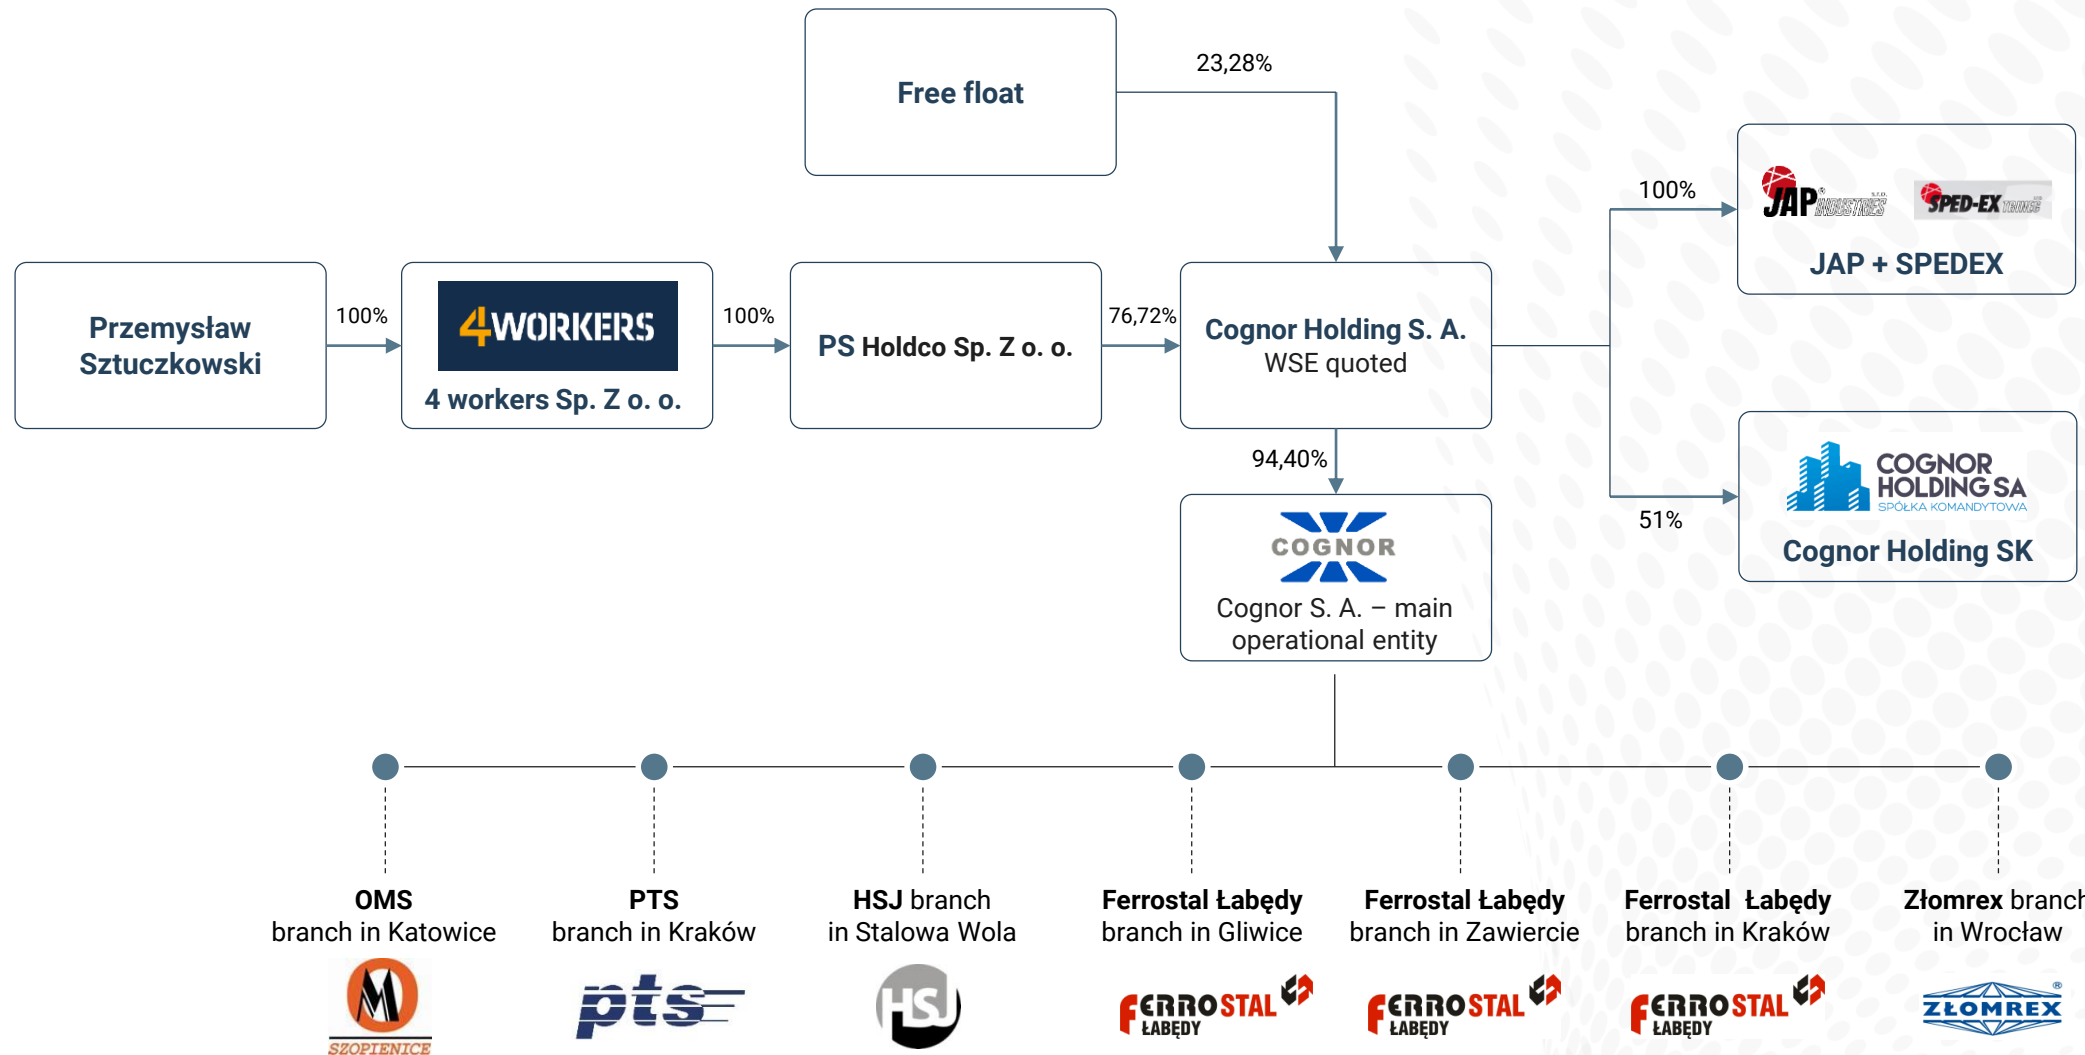 Free float
23,28%
100%
JAP® s.r.o.
INDUSTRIES
SPED-EX
JAP + SPEDEX
Przemysław
Sztuczkowski
100%
4WORKERS
4 workers Sp. Z o. o.
100%
PS Holdco Sp. Z o. o.
76,72%
Cognor Holding S. A.
WSE quoted
94,40%
51%
COGNOR
HOLDING SA
SPÓŁKA KOMANDYTOWA
Cognor Holding SK
COGNOR
Cognor S. A. – main
operational entity
OMS
branch in Katowice
PTS
branch in Kraków
HSJ branch
in Stalowa Wola
Ferrostal Łabędy
branch in Gliwice
Ferrostal Łabędy
branch in Zawiercie
Ferrostal Łabędy
branch in Kraków
Złomrex branch
in Wrocław
SZOPIENICE
pts
HSJ
FERROSTAL
ŁABĘDY
FERROSTAL
ŁABĘDY
FERROSTAL
ŁABĘDY
ZŁOMREX®